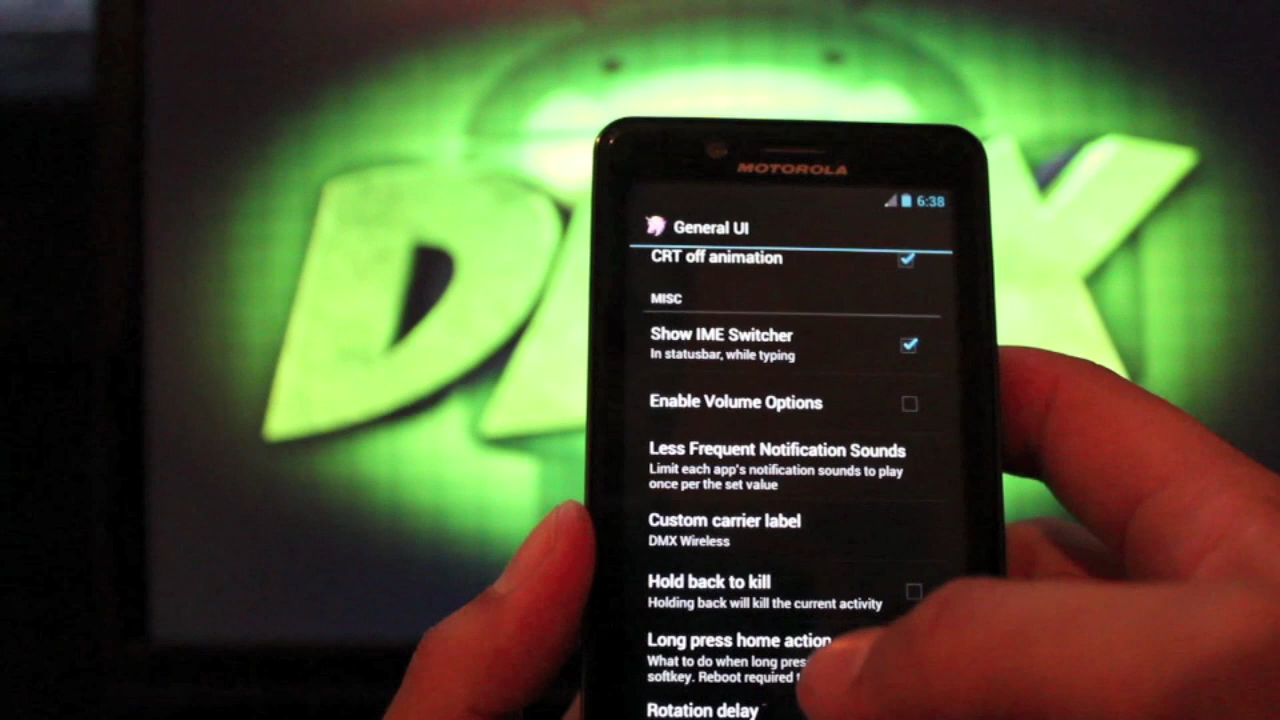 MOTOROLA
6:38
General UI
CRT off animation
MISC
Show IME Switcher
In statusbar, while typing
Enable Volume Options
Less Frequent Notification Sounds
Limit each app's notification sounds to play
once per the set value
Custom carrier label
DMX Wireless
Hold back to kill
Holding back will kill the current activity
Long press home action
What to do when long
softkey. Reboot required
Rotation delay